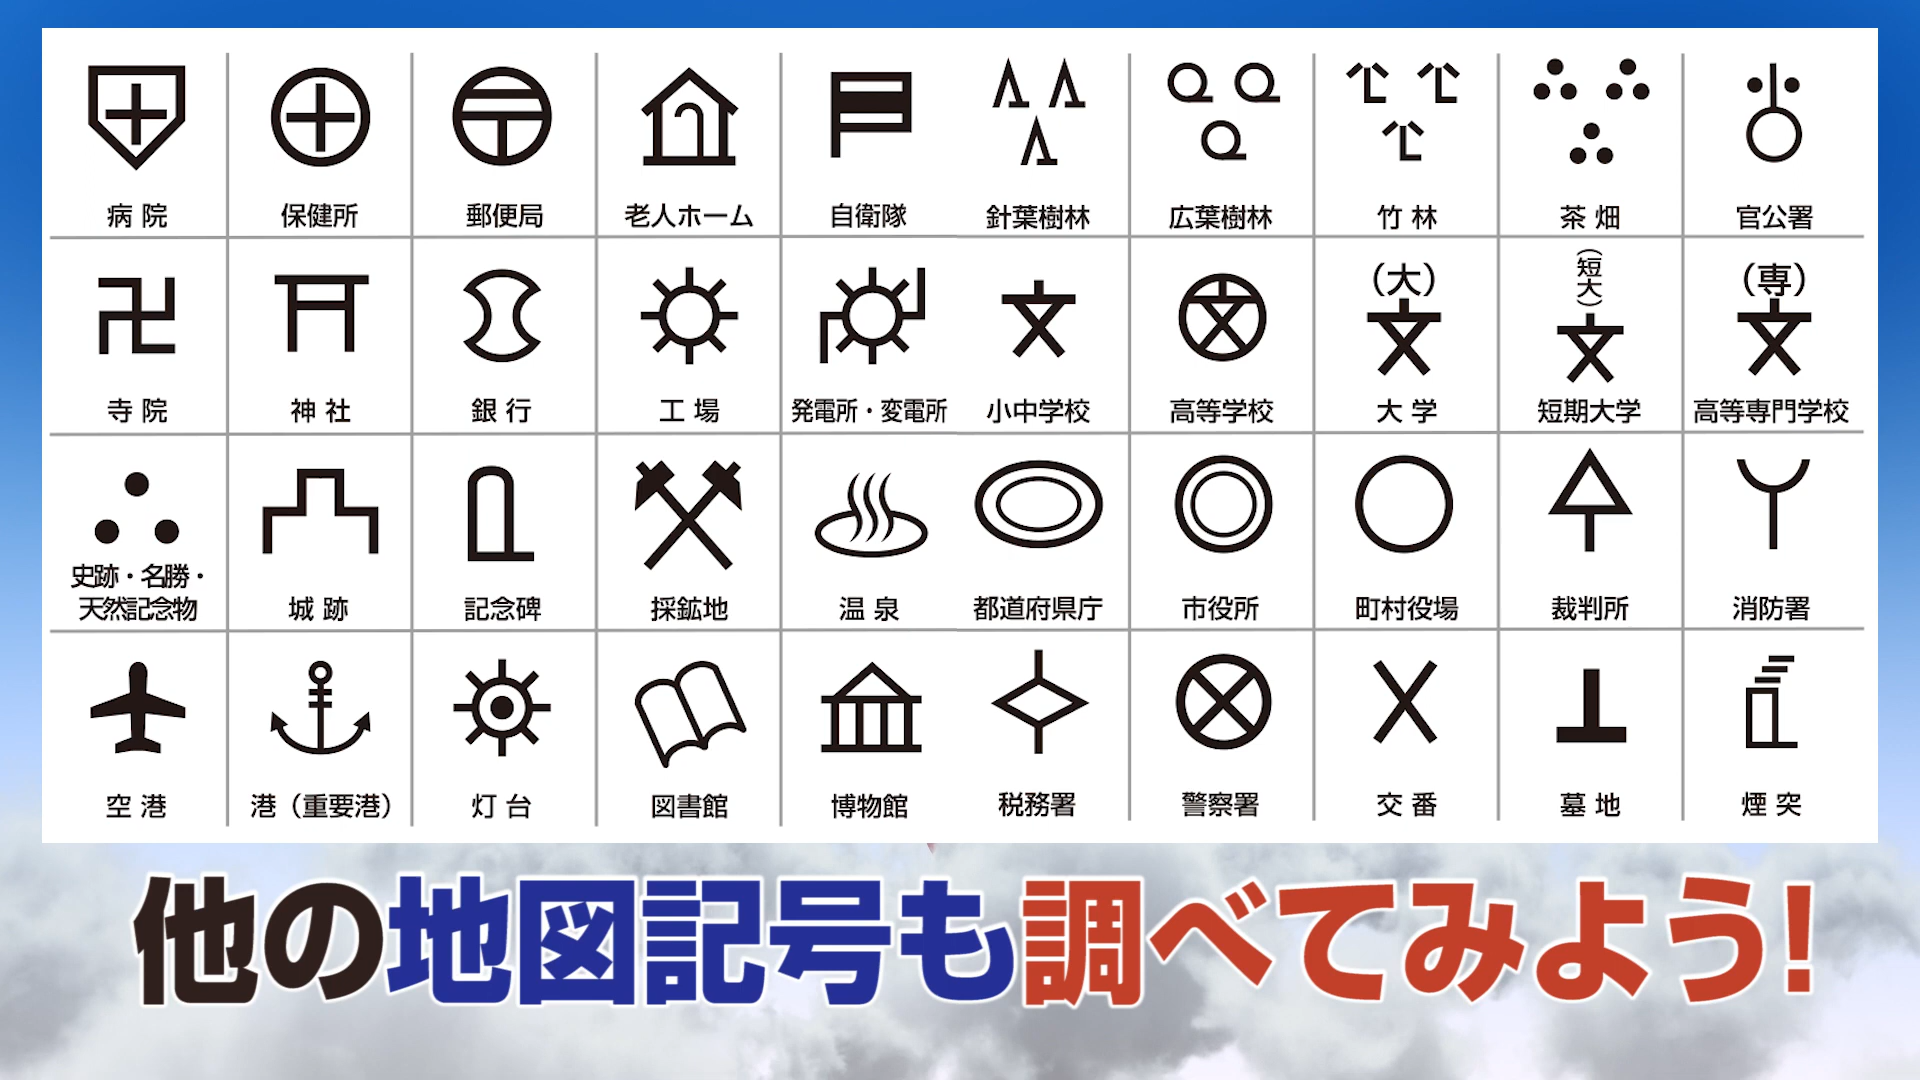 病院
保健所
郵便局
老人ホーム
自衛隊
針葉樹林
広葉樹林
竹林
茶畑
官公署
寺院
神社
銀行
工場
発電所・変電所
小中学校
高等学校
(大)
大学
(短大)
短期大学
(専)
高等専門学校
史跡・名勝・
天然記念物
城跡
記念碑
採鉱地
温泉
都道府県庁
市役所
町村役場
裁判所
消防署
空港
港(重要港)
灯台
図書館
博物館
税務署
警察署
交番
墓地
煙突
他の地図記号も調べてみよう!